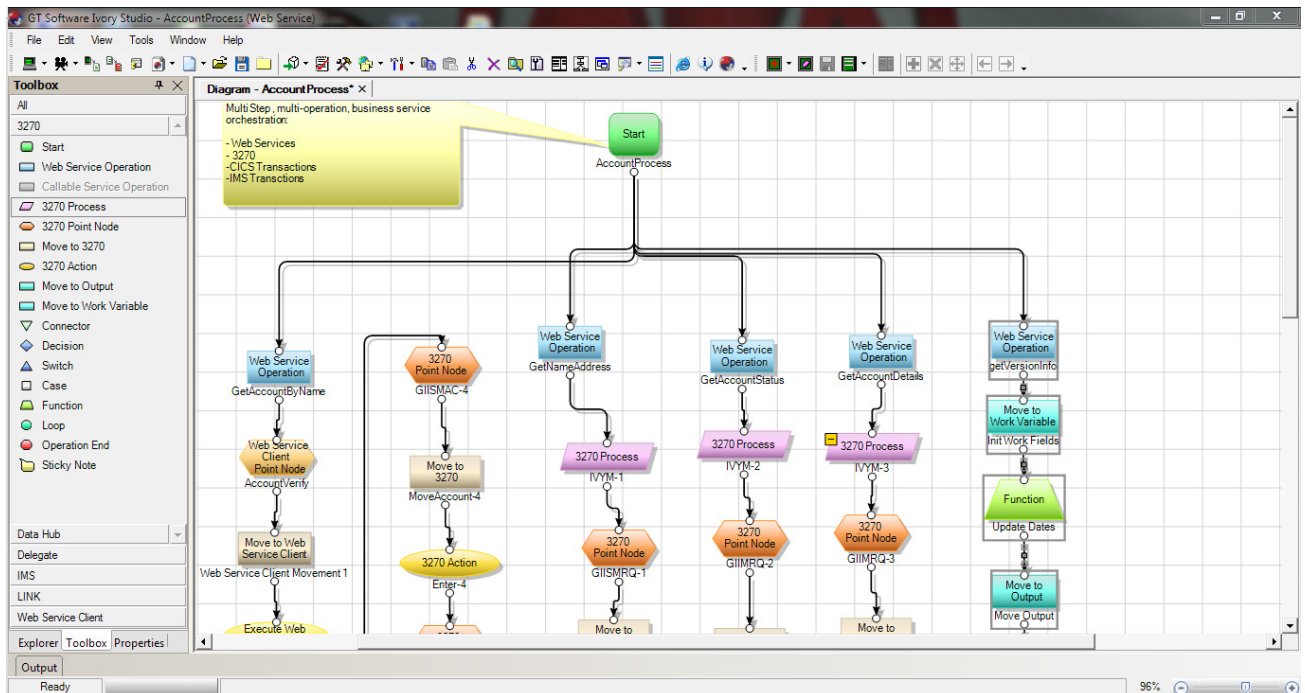 GT Software Ivory Studio - AccountProcess (Web Service)
File Edit View Tools Window Help
Toolbox
All
3270
Start
Web Service Operation
Callable Service Operation
3270 Process
3270 Point Node
Move to 3270
3270 Action
Move to Output
Move to Work Variable
Connector
Decision
Switch
Case
Function
Loop
Operation End
Sticky Note
Data Hub
Delegate
IMS
LINK
Web Service Client
Explorer Toolbox Properties
Output
Ready
Diagram - AccountProcess*
MultiStep , multi-operation, business service
orchestration:
- Web Services
- 3270
-CICS Transactions
-IMS Transctions
Start
AccountProcess
Web Service
Operation
GetAccountByName
Web Service
Client
Point Node
AccountVerify
Move to Web
Service Client
Web Service Client Movement 1
Execute Web
3270
Point Node
GIISMAC-4
Move to
3270
MoveAccount-4
3270 Action
Enter-4
3270
Web Service
Operation
GetNameAddress
3270 Process
IVYM-1
3270
Point Node
GIISMRQ-1
Move to
Web Service
Operation
GetAccountStatus
3270 Process
IVYM-2
3270
Point Node
GIIMRQ-2
Web Service
Operation
GetAccountDetails
3270 Process
IVYM-3
3270
Point Node
GIIMRQ-3
Move to
Web Service
Operation
getVersionInfo
Move to
Work Variable
Init Work Fields
Function
Update Dates
Move to
Output
Move Output
96%